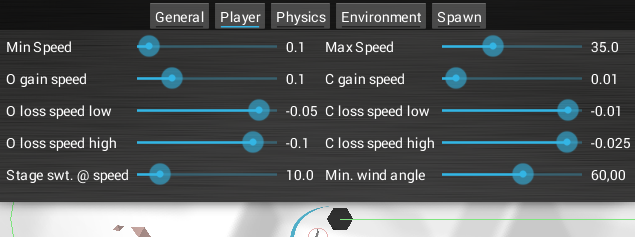 General Player Physics Environment Spawn
Min Speed 0.1 Max Speed 35.0
O gain speed 0.1 C gain speed 0.01
O loss speed low -0.05 C loss speed low -0.01
O loss speed high -0.1 C loss speed high -0.025
Stage swt. @ speed 10.0 Min. wind angle 60,00